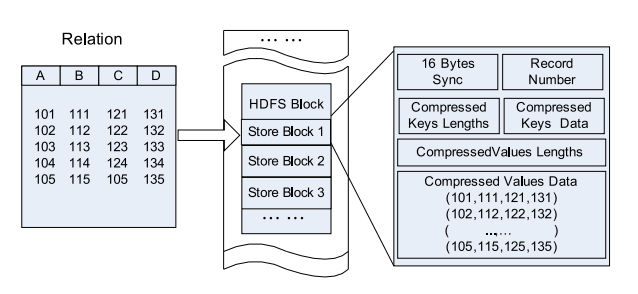 Relation
A B C D
101 111 121 131
102 112 122 132
103 113 123 133
104 114 124 134
105 115 105 135
... ...
HDFS Block
Store Block 1
Store Block 2
Store Block 3
... ...
16 Bytes
Sync
Record
Number
Compressed
Keys Lengths
Compressed
Keys Data
CompressedValues Lengths
Compressed Values Data
(101,111,121,131)
(102,112,122,132)
( ...,... )
(105,115,125,135)